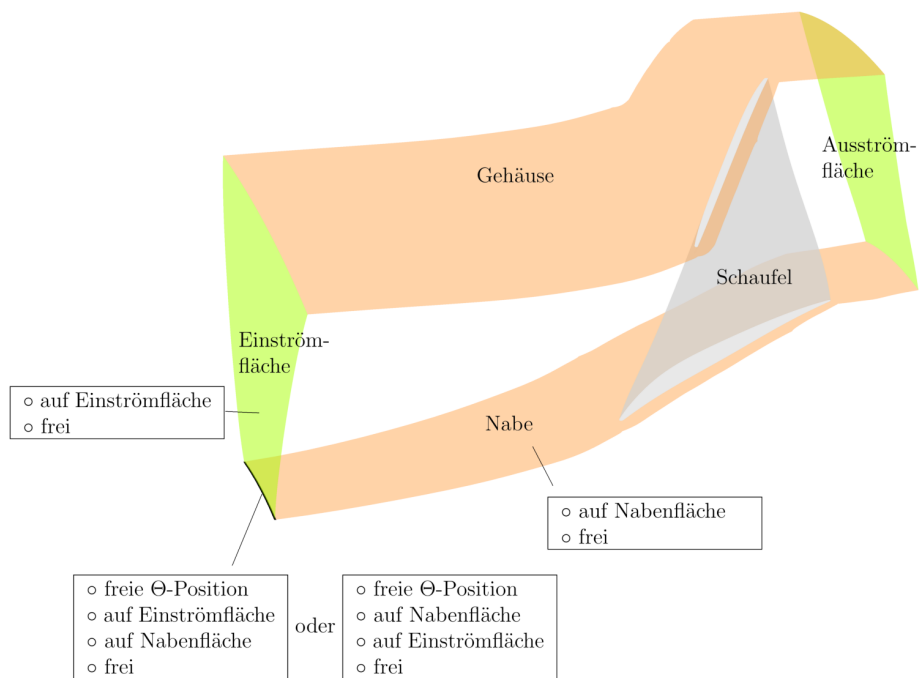 Gehäuse
Ausström-
fläche
Schaufel
Einström-
fläche
○ auf Einströmfläche
○ frei
Nabe
○ auf Nabenfläche
○ frei
○ freie Θ-Position
○ auf Einströmfläche
○ auf Nabenfläche
○ frei
oder
○ freie Θ-Position
○ auf Nabenfläche
○ auf Einströmfläche
○ frei